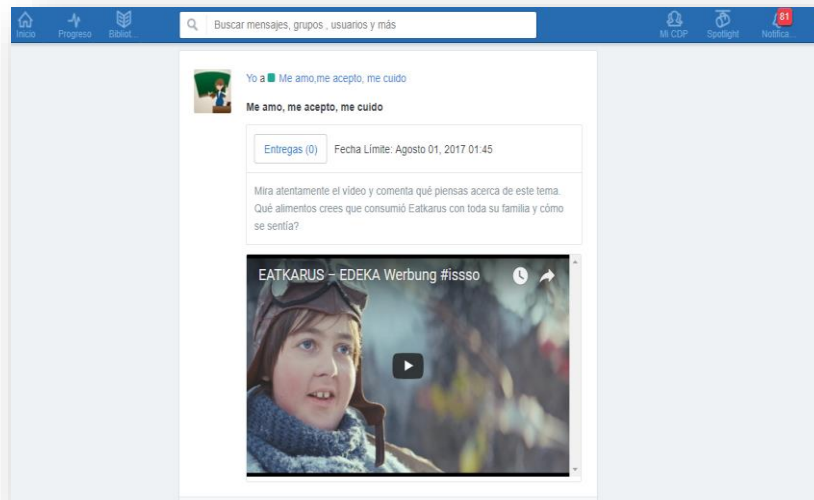 Inicio
Progreso
Bibliot...
Buscar mensajes, grupos , usuarios y más
Mi CDP
Spotlight
81
Notifica...
Yo a Me amo,me acepto, me cuido
Me amo, me acepto, me cuido
Entregas (0)
Fecha Límite: Agosto 01, 2017 01:45
Mira atentamente el vídeo y comenta qué piensas acerca de este tema.
Qué alimentos crees que consumió Eatkarus con toda su familia y cómo
se sentía?
EATKARUS – EDEKA Werbung #issso